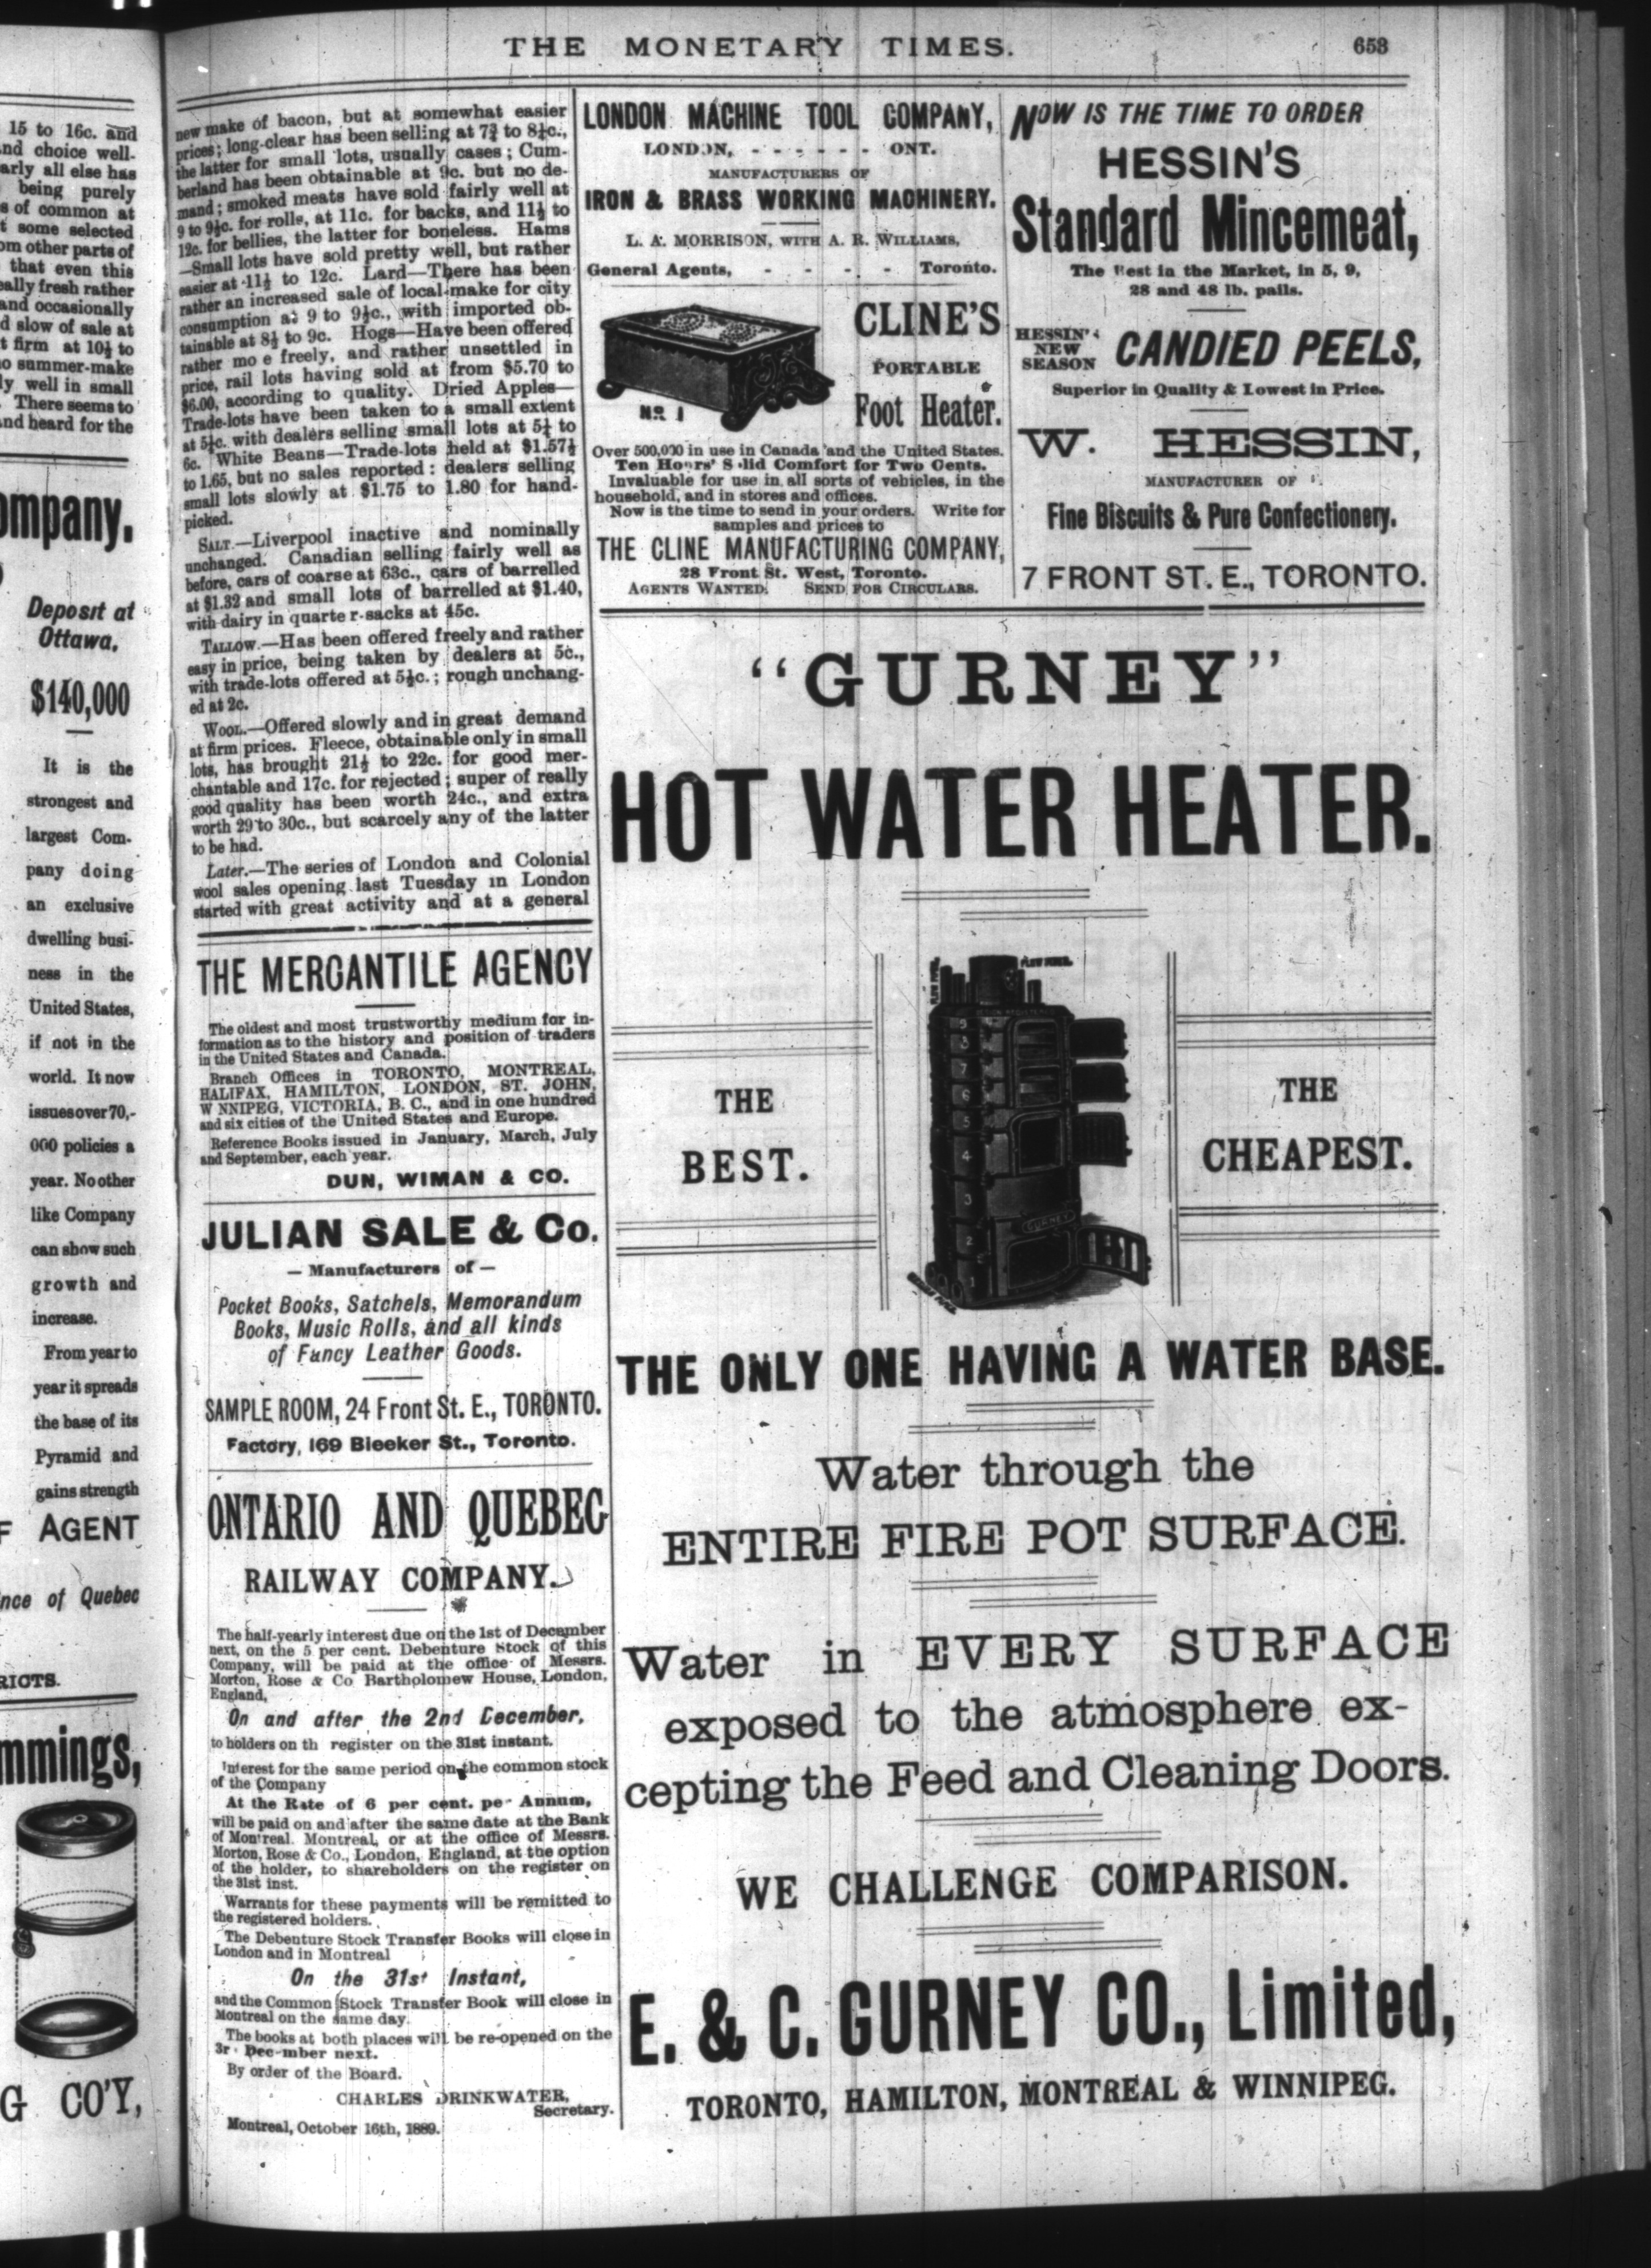 THE MONETARY TIMES.
653
15 to 16c. and
and choice well-
arly all else has
being purely
s of common at
t some selected
om other parts of
that even this
eally fresh rather
and occasionally
d slow of sale at
t firm at 10½ to
o summer-make
ly well in small
There seems to
nd heard for the
ompany.
Deposit at
Ottawa,
$140,000
It is the
strongest and
largest Com-
pany doing
an exclusive
dwelling busi-
ness in the
United States,
if not in the
world. It now
issues over 70,-
000 policies a
year. No other
like Company
can show such
growth and
increase.
From year to
year it spreads
the base of its
Pyramid and
gains strength
F AGENT
nce of Quebec
RICTS.
mmings,
G CO'Y,
new make of bacon, but at somewhat easier
prices; long-clear has been selling at 7¾ to 8½c.,
the latter for small lots, usually cases; Cum-
berland has been obtainable at 9c. but no de-
mand; smoked meats have sold fairly well at
9 to 9½c. for rolls, at 11c. for backs, and 11½ to
12c. for bellies, the latter for boneless. Hams
—Small lots have sold pretty well, but rather
easier at 11½ to 12c. Lard—There has been
rather an increased sale of local make for city
consumption at 9 to 9½c., with imported ob-
tainable at 8½ to 9c. Hogs—Have been offered
rather mo e freely, and rather unsettled in
price, rail lots having sold at from $5.70 to
$6.00, according to quality. Dried Apples—
Trade-lots have been taken to a small extent
at 5½c. with dealers selling small lots at 5½ to
6c. White Beans—Trade-lots held at $1.57½
to 1.65, but no sales reported: dealers selling
small lots slowly at $1.75 to 1.80 for hand-
picked.
SALT.—Liverpool inactive and nominally
unchanged. Canadian selling fairly well as
before, cars of coarse at 63c., cars of barrelled
at $1.32 and small lots of barrelled at $1.40,
with dairy in quarte r-sacks at 45c.
TALLOW.—Has been offered freely and rather
easy in price, being taken by dealers at 5c.,
with trade-lots offered at 5½c.; rough unchang-
ed at 2c.
WOOL.—Offered slowly and in great demand
at firm prices. Fleece, obtainable only in small
lots, has brought 21½ to 22c. for good mer-
chantable and 17c. for rejected; super of really
good quality has been worth 24c., and extra
worth 29 to 30c., but scarcely any of the latter
to be had.
Later.—The series of London and Colonial
wool sales opening last Tuesday in London
started with great activity and at a general
THE MERCANTILE AGENCY
The oldest and most trustworthy medium for in-
formation as to the history and position of traders
in the United States and Canada.
Branch Offices in TORONTO, MONTREAL,
HALIFAX, HAMILTON, LONDON, ST. JOHN,
W NNIPEG, VICTORIA, B. C., and in one hundred
and six cities of the United States and Europe.
Reference Books issued in January, March, July
and September, each year.
DUN, WIMAN & CO.
JULIAN SALE & Co.
— Manufacturers of —
Pocket Books, Satchels, Memorandum
Books, Music Rolls, and all kinds
of Fancy Leather Goods.
SAMPLE ROOM, 24 Front St. E., TORONTO.
Factory, 169 Bleeker St., Toronto.
ONTARIO AND QUEBEC
RAILWAY COMPANY.
The half-yearly interest due on the 1st of December
next, on the 5 per cent. Debenture Stock of this
Company, will be paid at the office of Messrs.
Morton, Rose & Co Bartholomew House, London,
England,
On and after the 2nd December,
to holders on th register on the 31st instant.
Interest for the same period on the common stock
of the Company
At the Rate of 6 per cent. pe Annum,
will be paid on and after the same date at the Bank
of Montreal. Montreal, or at the office of Messrs.
Morton, Rose & Co., London, England, at the option
of the holder, to shareholders on the register on
the 31st inst.
Warrants for these payments will be remitted to
the registered holders.
The Debenture Stock Transfer Books will close in
London and in Montreal
On the 31st Instant,
and the Common Stock Transfer Book will close in
Montreal on the same day.
The books at both places will be re-opened on the
3r Dec-mber next.
By order of the Board.
CHARLES DRINKWATER,
Secretary.
Montreal, October 16th, 1889.
LONDON MACHINE TOOL COMPANY,
LONDON, - - - - - - ONT.
MANUFACTURERS OF
IRON & BRASS WORKING MACHINERY.
L. A. MORRISON, WITH A. R. WILLIAMS,
General Agents, - - - - Toronto.
CLINE'S
PORTABLE
Foot Heater.
No. 1
Over 500,000 in use in Canada and the United States.
Ten Hours' S lid Comfort for Two Cents.
Invaluable for use in all sorts of vehicles, in the
household, and in stores and offices.
Now is the time to send in your orders. Write for
samples and prices to
THE CLINE MANUFACTURING COMPANY,
28 Front St. West, Toronto.
AGENTS WANTED. SEND FOR CIRCULARS.
NOW IS THE TIME TO ORDER
HESSIN'S
Standard Mincemeat,
The Best in the Market, in 5, 9,
28 and 48 lb. pails.
HESSIN'S
NEW
SEASON
CANDIED PEELS,
Superior in Quality & Lowest in Price.
W. HESSIN,
MANUFACTURER OF
Fine Biscuits & Pure Confectionery.
7 FRONT ST. E., TORONTO.
"GURNEY"
HOT WATER HEATER.
FLOW PIPES.
THE
BEST.
9
8
7
6
5
4
3
2
1
GURNEY
THE
CHEAPEST.
THE ONLY ONE HAVING A WATER BASE.
Water through the
ENTIRE FIRE POT SURFACE.
Water in EVERY SURFACE
exposed to the atmosphere ex-
cepting the Feed and Cleaning Doors.
WE CHALLENGE COMPARISON.
E. & C. GURNEY CO., Limited,
TORONTO, HAMILTON, MONTREAL & WINNIPEG.